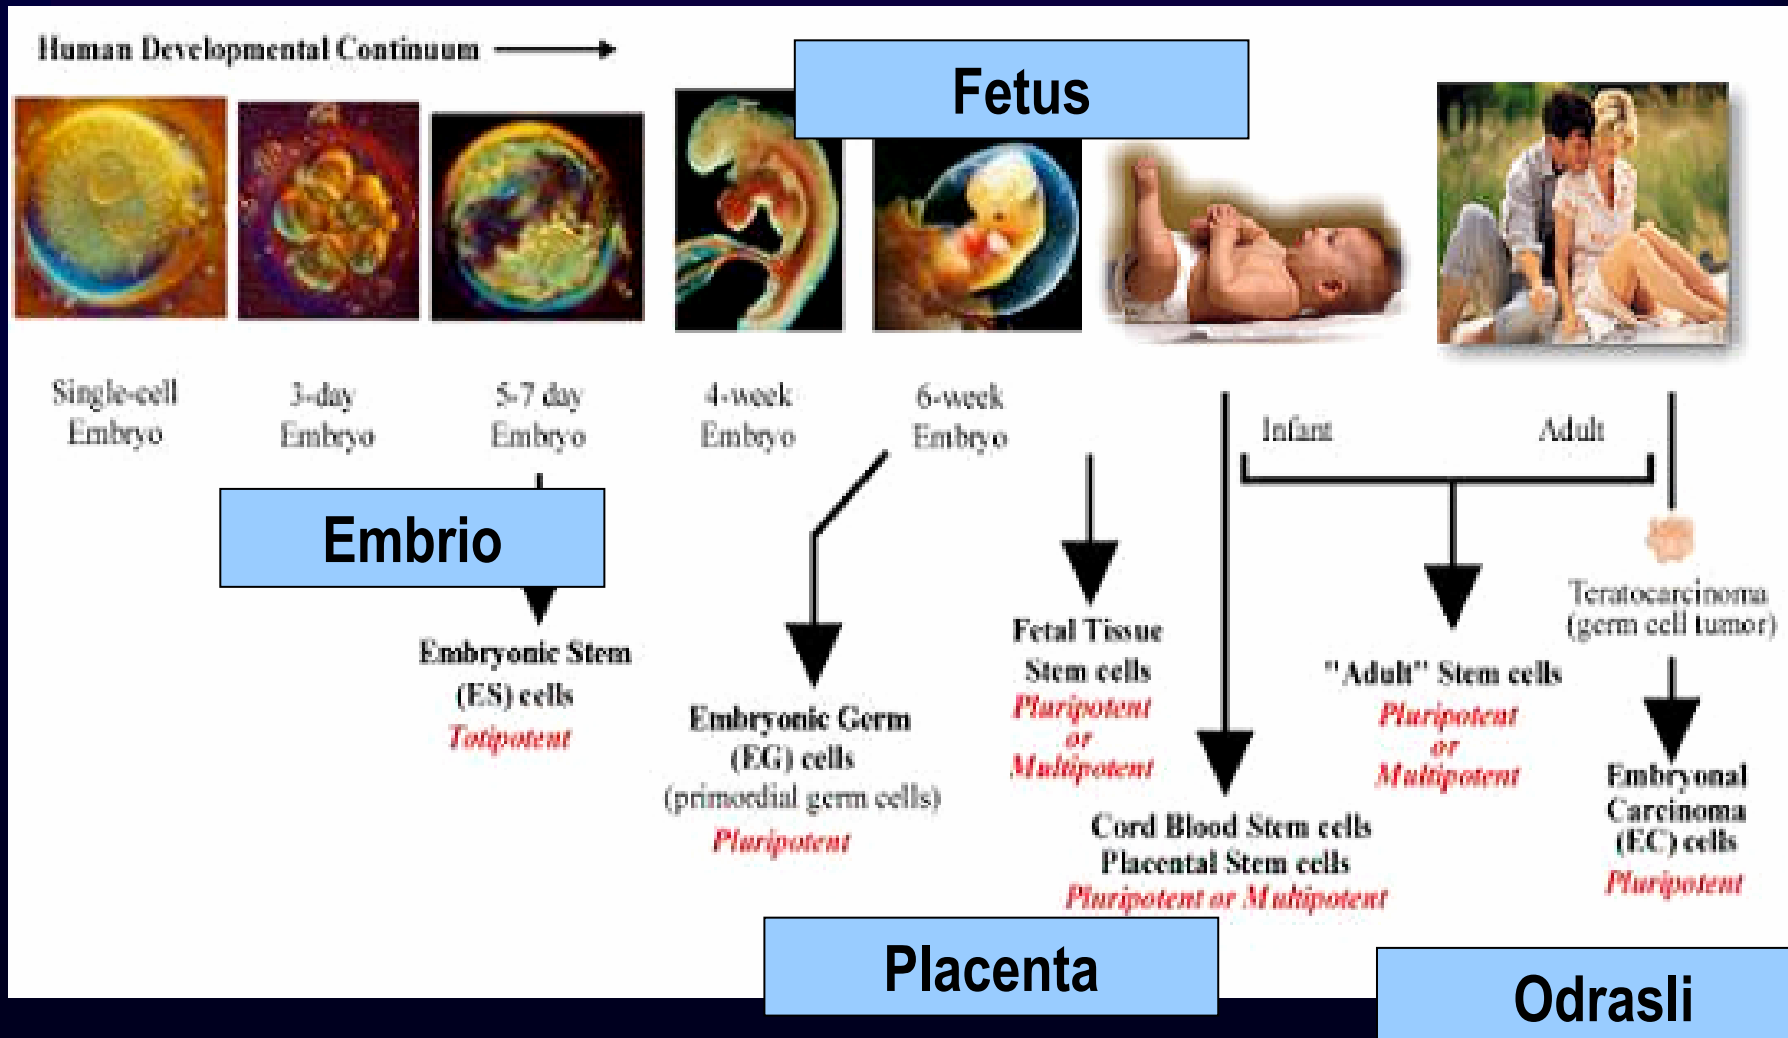 Human Developmental Continuum
Fetus
Single-cell
Embryo
3-day
Embryo
5-7 day
Embryo
4-week
Embryo
6-week
Embryo
Infant
Adult
Embrio
Embryonic Stem
(ES) cells
Totipotent
Embryonic Germ
(EG) cells
(primordial germ cells)
Pluripotent
Fetal Tissue
Stem cells
Pluripotent
or
Multipotent
Cord Blood Stem cells
Placental Stem cells
Pluripotent or Multipotent
"Adult" Stem cells
Pluripotent
or
Multipotent
Teratocarcinoma
(germ cell tumor)
Embryonal
Carcinoma
(EC) cells
Pluripotent
Placenta
Odrasli